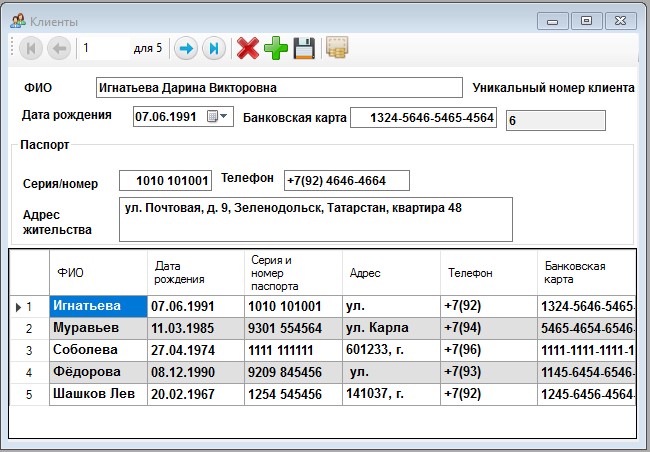 Клиенты
1 для 5
ФИО Игнатьева Дарина Викторовна Уникальный номер клиента
Дата рождения 07.06.1991 Банковская карта 1324-5646-5465-4564 6
Паспорт
Серия/номер 1010 101001 Телефон +7(92) 4646-4664
Адрес жительства ул. Почтовая, д. 9, Зеленодольск, Татарстан, квартира 48
ФИО Дата рождения Серия и номер паспорта Адрес Телефон Банковская карта
1 Игнатьева 07.06.1991 1010 101001 ул. +7(92) 1324-5646-5465-
2 Муравьев 11.03.1985 9301 554564 ул. Карла +7(94) 5465-4654-6546-
3 Соболева 27.04.1974 1111 111111 601233, г. +7(96) 1111-1111-1111-1
4 Фёдорова 08.12.1990 9209 845456 ул. +7(93) 1145-6454-6546-
5 Шашков Лев 20.02.1967 1254 545456 141037, г. +7(92) 1245-6456-4564-